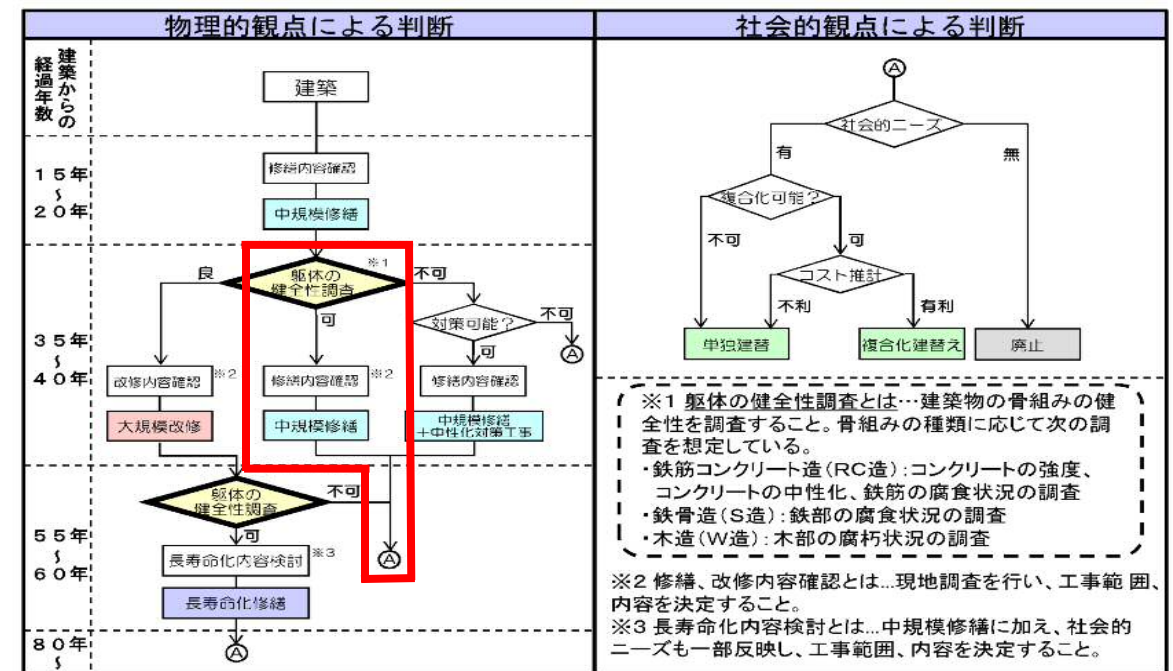 物理的観点による判断
建築からの
経過年数
建築
15年
～
20年
修繕内容確認
中規模修繕
35年
～
40年
躯体の
健全性調査
※1
良
可
不可
対策可能？
不可
可
Ⓐ
改修内容確認
※2
修繕内容確認
※2
修繕内容確認
大規模改修
中規模修繕
中規模修繕
＋中性化対策工事
55年
～
60年
躯体の
健全性調査
不可
可
長寿命化内容検討
※3
Ⓐ
長寿命化修繕
80年
～
Ⓐ
社会的観点による判断
Ⓐ
社会的ニーズ
有
無
複合化可能？
不可
可
コスト推計
不利
有利
単独建替
複合化建替え
廃止
※1 躯体の健全性調査とは…建築物の骨組みの健
全性を調査すること。骨組みの種類に応じて次の調
査を想定している。
・鉄筋コンクリート造（RC造）：コンクリートの強度、
コンクリートの中性化、鉄筋の腐食状況の調査
・鉄骨造（S造）：鉄部の腐食状況の調査
・木造（W造）：木部の腐朽状況の調査
※2 修繕、改修内容確認とは…現地調査を行い、工事範 囲、
内容を決定すること。
※3 長寿命化内容検討とは…中規模修繕に加え、社会的
ニーズも一部反映し、工事範囲、内容を決定すること。